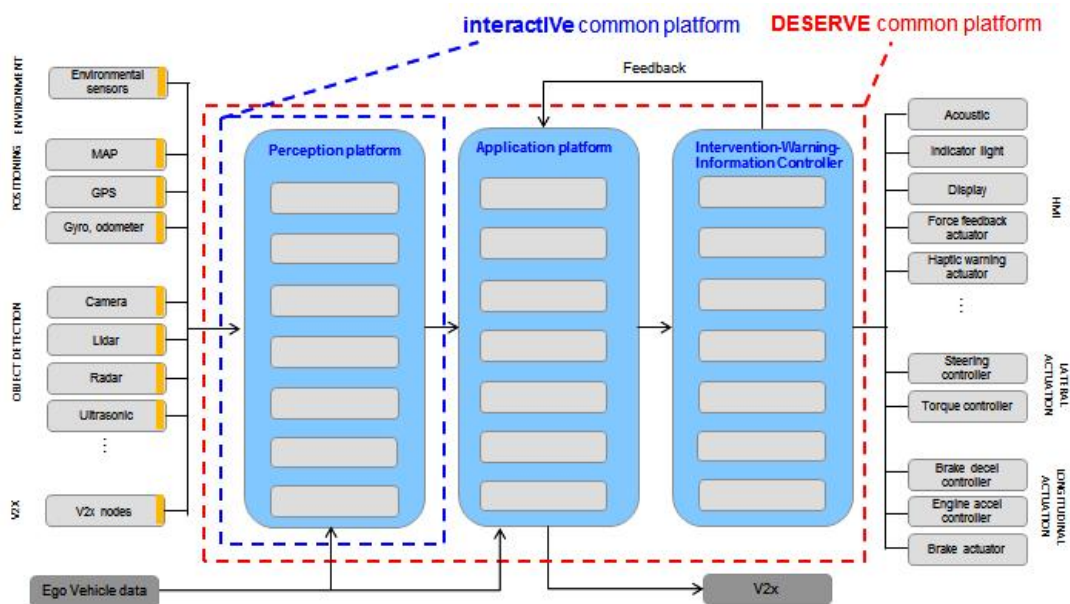 interactIVe common platform
DESERVE common platform
Feedback
ENVIRONMENT
Environmental
sensors
POSITIONING
MAP
GPS
Gyro, odometer
OBJECT DETECTION
Camera
Lidar
Radar
Ultrasonic
...
V2X
V2x nodes
Ego Vehicle data
Perception platform
Application platform
Intervention-Warning-
Information Controller
V2x
Acoustic
Indicator light
Display
Force feedback
actuator
Haptic warning
actuator
...
HMI
Steering
controller
Torque controller
LATERAL
ACTUATION
Brake decel
controller
Engine accel
controller
Brake actuator
LONGITUDINAL
ACTUATION